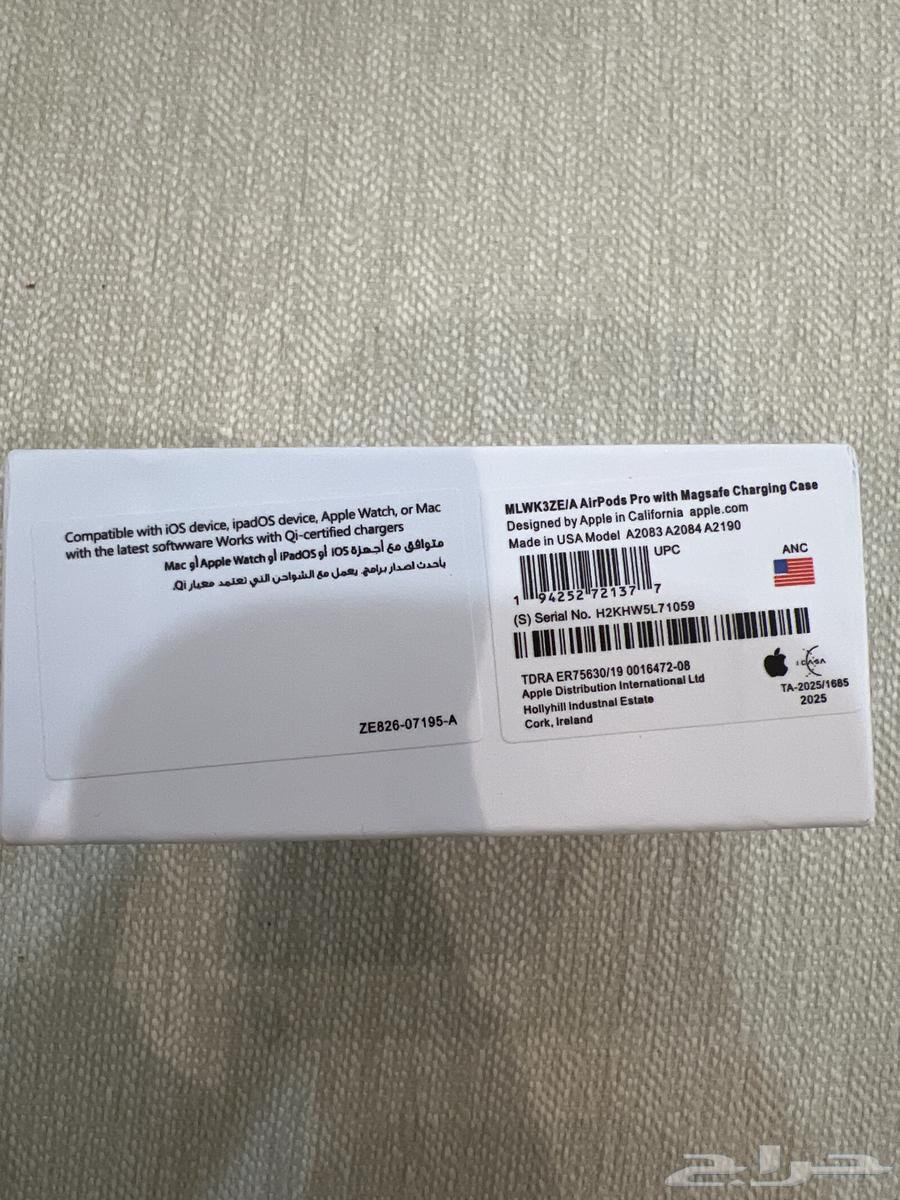 Compatible with iOS device, ipadOS device, Apple Watch, or Mac
with the latest softwware Works with Qi-certified chargers
متوافق مع أجهزة iOS أو iPadOS أو Apple Watch أو Mac
بأحدث اصدار برامج. يعمل مع الشواحن التي تعتمد معيار Qi.
ZE826-07195-A
MLWK3ZE/A AirPods Pro with Magsafe Charging Case
Designed by Apple in California apple.com
Made in USA Model A2083 A2084 A2190
UPC
ANC
1 94252 72137 7
(S) Serial No. H2KHW5L71059
TDRA ER75630/19 0016472-08
Apple Distribution International Ltd
Hollyhill Industnal Estate
Cork, Ireland
ICASA
TA-2025/1685
2025
حراج